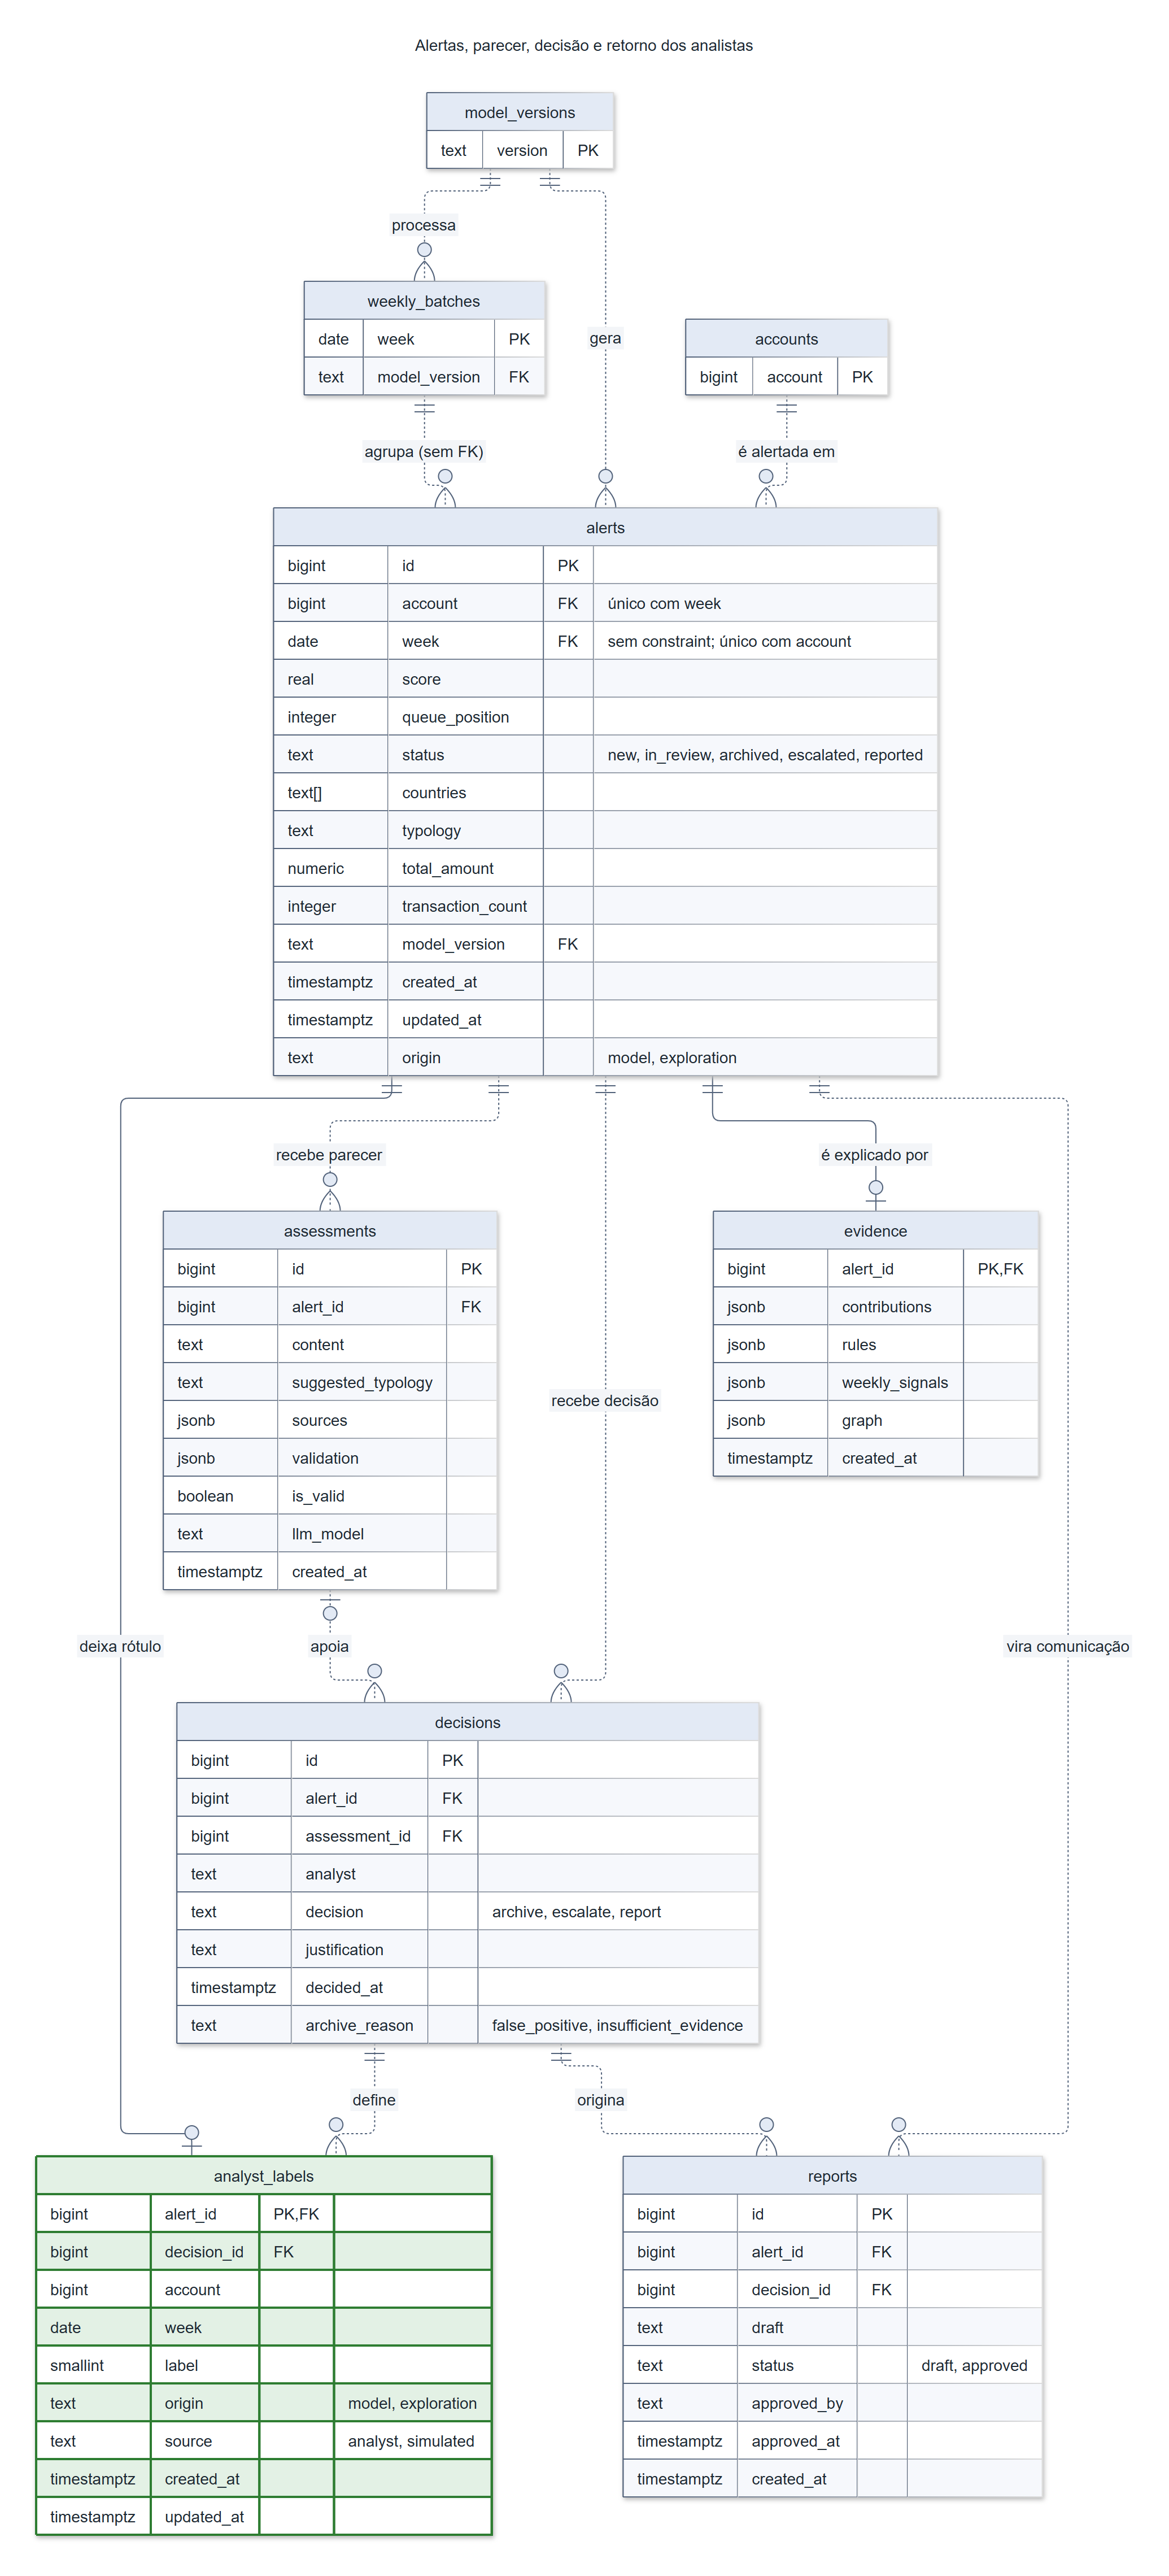 Alertas, parecer, decisão e retorno dos analistas
model_versions
text version PK
processa
weekly_batches
date week PK
text model_version FK
gera
accounts
bigint account PK
agrupa (sem FK)
é alertada em
alerts
bigint id PK
bigint account FK único com week
date week FK sem constraint; único com account
real score
integer queue_position
text status new, in_review, archived, escalated, reported
text[] countries
text typology
numeric total_amount
integer transaction_count
text model_version FK
timestamptz created_at
timestamptz updated_at
text origin model, exploration
recebe parecer
é explicado por
assessments
bigint id PK
bigint alert_id FK
text content
text suggested_typology
jsonb sources
jsonb validation
boolean is_valid
text llm_model
timestamptz created_at
evidence
bigint alert_id PK,FK
jsonb contributions
jsonb rules
jsonb weekly_signals
jsonb graph
timestamptz created_at
recebe decisão
deixa rótulo
apoia
vira comunicação
decisions
bigint id PK
bigint alert_id FK
bigint assessment_id FK
text analyst
text decision archive, escalate, report
text justification
timestamptz decided_at
text archive_reason false_positive, insufficient_evidence
define
origina
analyst_labels
bigint alert_id PK,FK
bigint decision_id FK
bigint account
date week
smallint label
text origin model, exploration
text source analyst, simulated
timestamptz created_at
timestamptz updated_at
reports
bigint id PK
bigint alert_id FK
bigint decision_id FK
text draft
text status draft, approved
text approved_by
timestamptz approved_at
timestamptz created_at